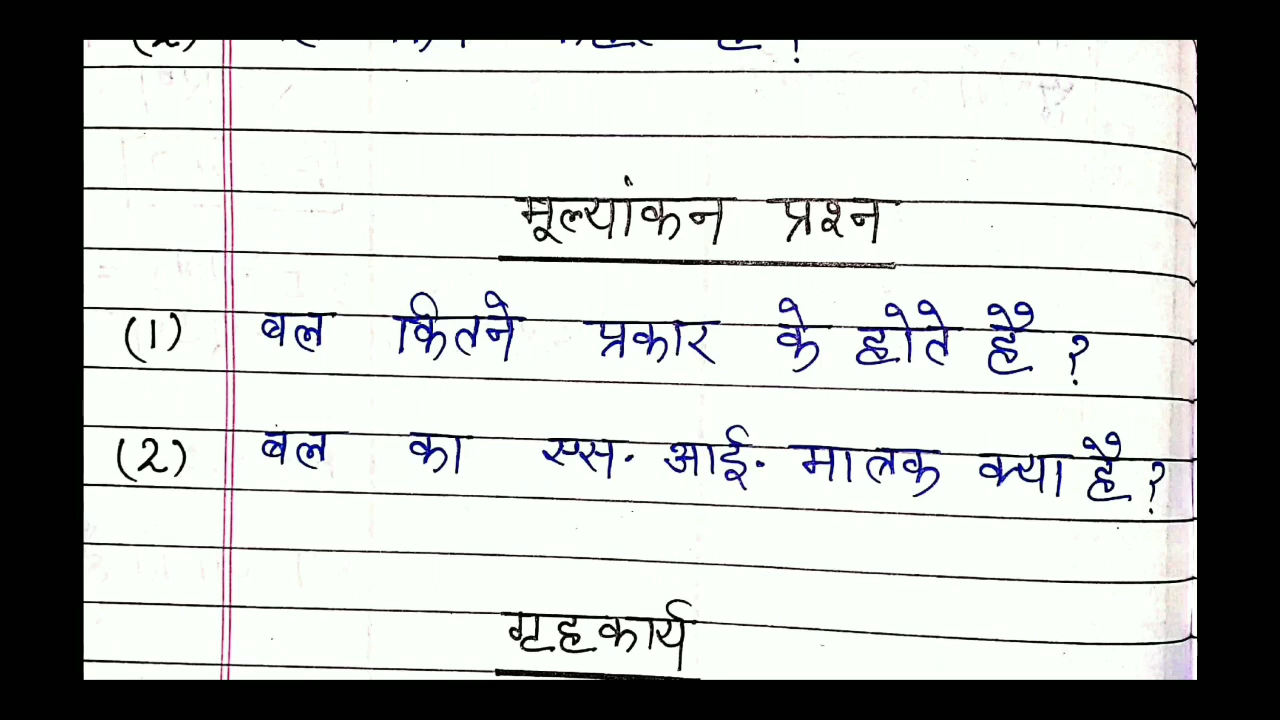 मूल्यांकन प्रश्न
(1) बल कितने प्रकार के होते है ?
(2) बल का एस. आई. मात्रक क्या है ?
गृहकार्य